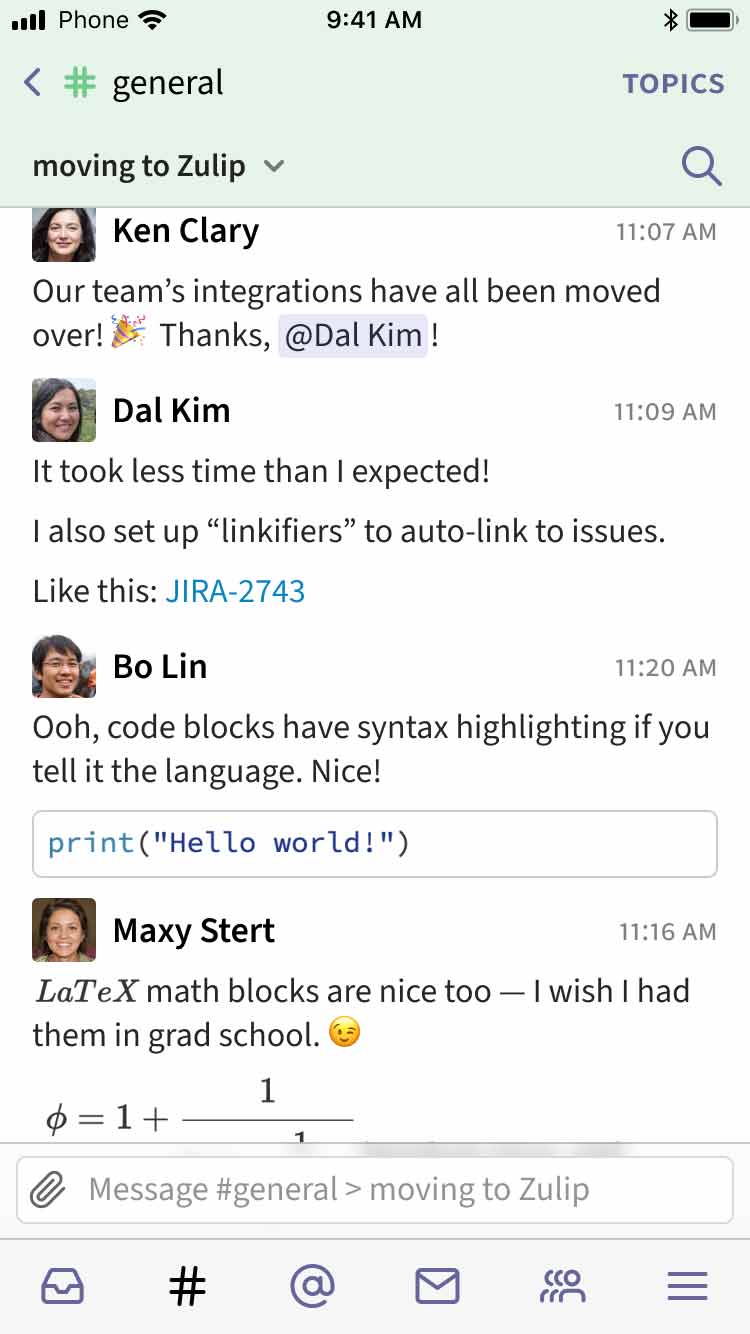 Phone 9:41 AM
# general TOPICS
moving to Zulip
Ken Clary 11:07 AM
Our team’s integrations have all been moved
over! 🎉 Thanks, @Dal Kim!
Dal Kim 11:09 AM
It took less time than I expected!
I also set up “linkifiers” to auto-link to issues.
Like this: JIRA-2743
Bo Lin 11:20 AM
Ooh, code blocks have syntax highlighting if you
tell it the language. Nice!
print("Hello world!")
Maxy Stert 11:16 AM
LaTeX math blocks are nice too — I wish I had
them in grad school. 😉
1
ϕ = 1 +
1
Message #general > moving to Zulip